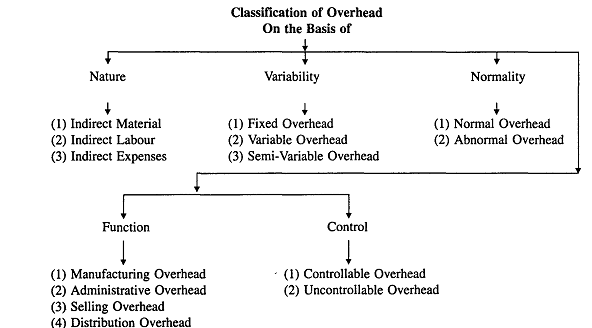 Classification of Overhead
On the Basis of
Nature
Variability
Normality
(1) Indirect Material
(2) Indirect Labour
(3) Indirect Expenses
(1) Fixed Overhead
(2) Variable Overhead
(3) Semi-Variable Overhead
(1) Normal Overhead
(2) Abnormal Overhead
Function
Control
(1) Manufacturing Overhead
(2) Administrative Overhead
(3) Selling Overhead
(4) Distribution Overhead
(1) Controllable Overhead
(2) Uncontrollable Overhead